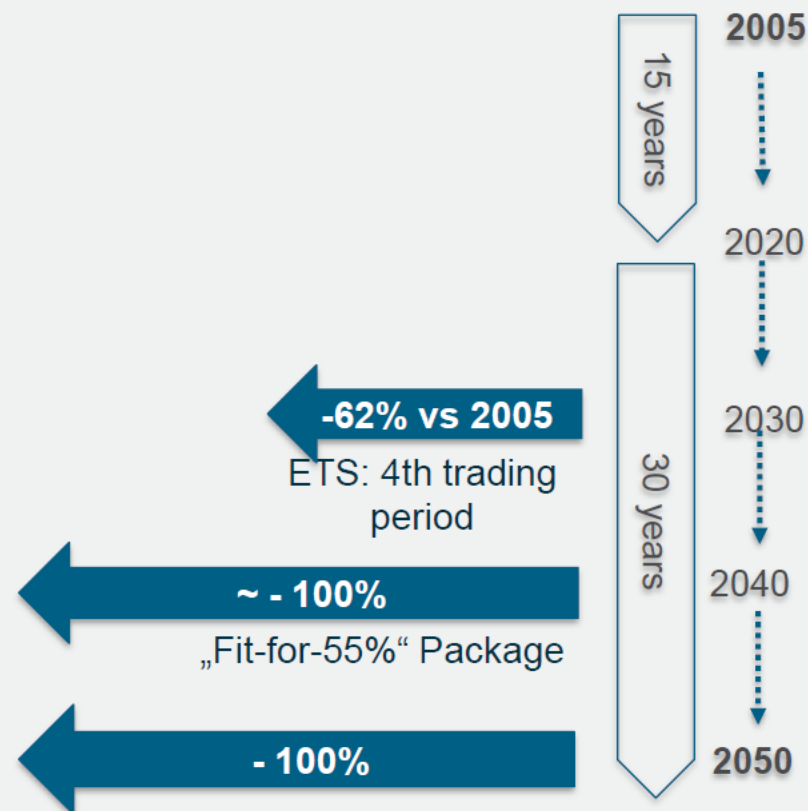 2005
15 years
2020
-62% vs 2005
2030
ETS: 4th trading
period
30 years
~ - 100%
2040
„Fit-for-55%“ Package
- 100%
2050